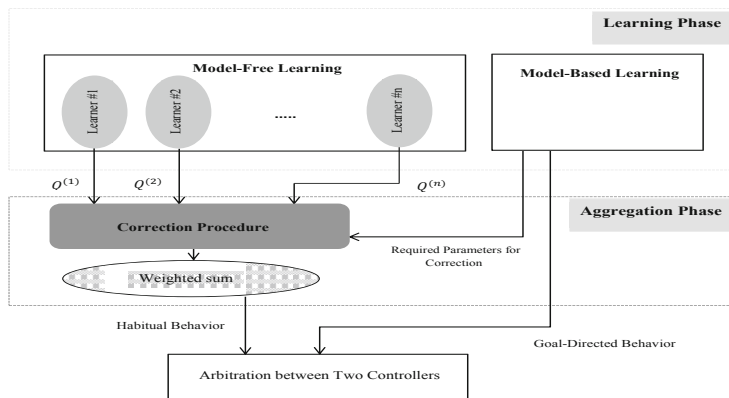 Learning Phase
Model-Free Learning
Model-Based Learning
Learner #1
Learner #2
.....
Learner #n
Q^{(1)}
Q^{(2)}
Q^{(n)}
Aggregation Phase
Correction Procedure
Required Parameters for
Correction
Weighted sum
Habitual Behavior
Goal-Directed Behavior
Arbitration between Two Controllers